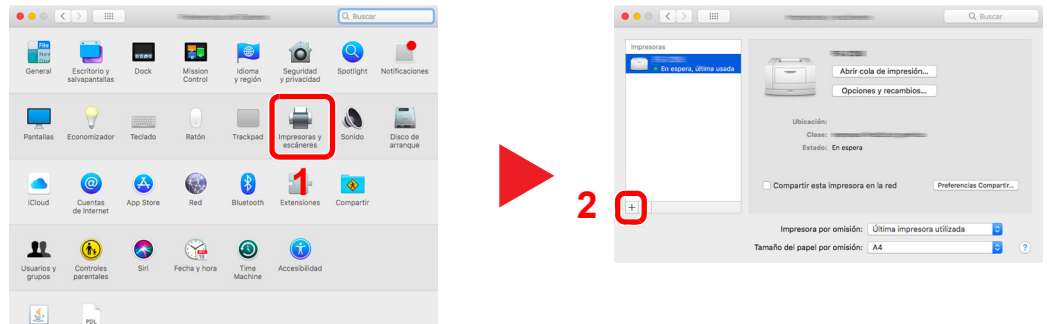 Buscar
General
Escritorio y
salvapantallas
Dock
Mission
Control
Idioma
y región
Seguridad
y privacidad
Spotlight
Notificaciones
Pantallas
Economizador
Teclado
Ratón
Trackpad
Impresoras y
escáneres
Sonido
Disco de
arranque
1
iCloud
Cuentas
de Internet
App Store
Red
Bluetooth
Extensiones
Compartir
Usuarios y
grupos
Controles
parentales
Siri
Fecha y hora
Time
Machine
Accesibilidad
PDL
Buscar
Impresoras
En espera, última usada
Abrir cola de impresión...
Opciones y recambios...
Ubicación:
Clase:
Estado: En espera
Compartir esta impresora en la red
Preferencias Compartir...
2
+
Impresora por omisión: Última impresora utilizada
Tamaño del papel por omisión: A4
?